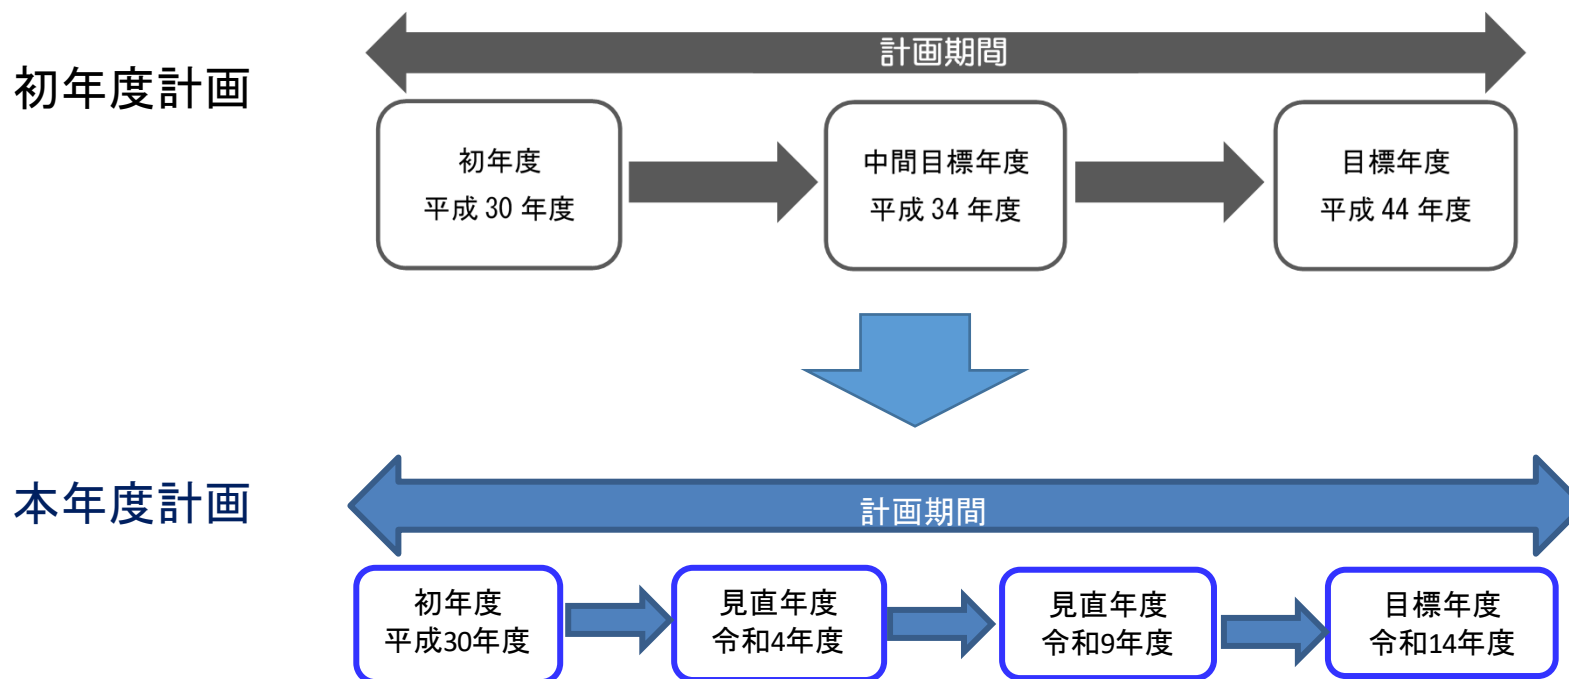 初年度計画
計画期間
初年度
平成 30 年度
中間目標年度
平成 34 年度
目標年度
平成 44 年度
本年度計画
計画期間
初年度
平成30年度
見直年度
令和4年度
見直年度
令和9年度
目標年度
令和14年度